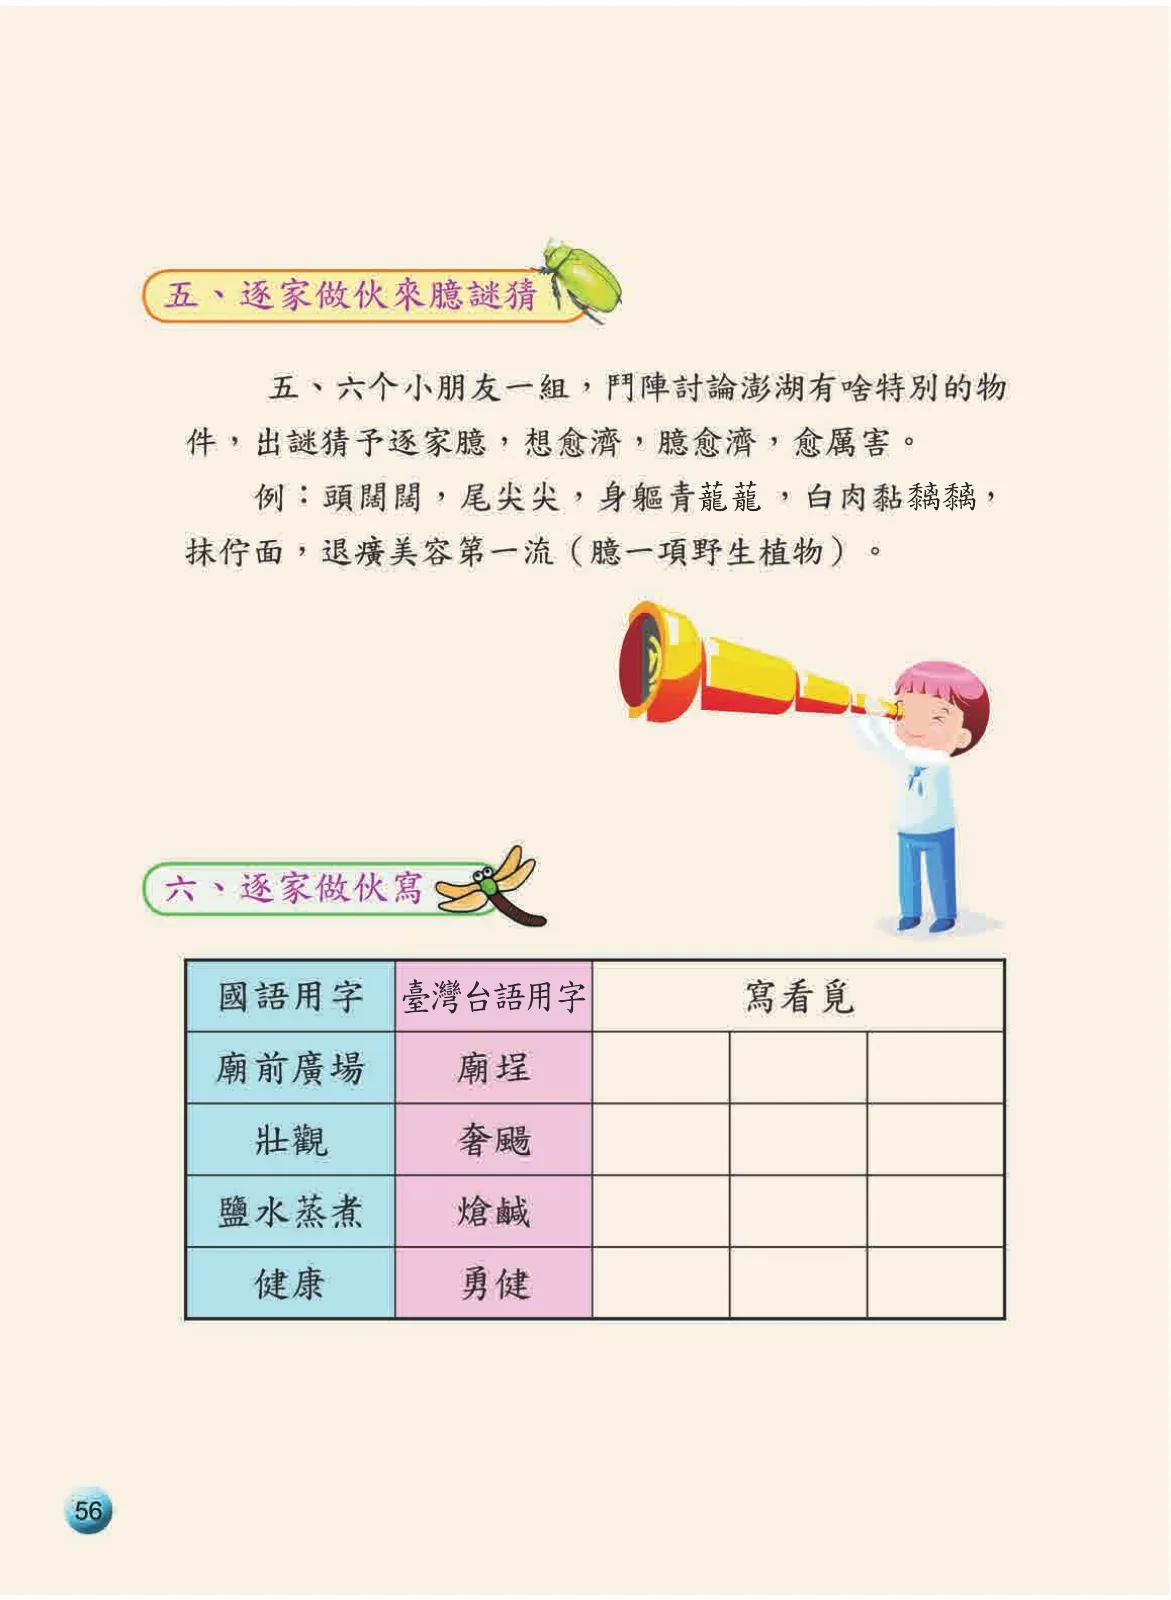 五、逐家做伙來臆謎猜
五、六个小朋友一組，鬥陣討論澎湖有啥特別的物
件，出謎猜予逐家臆，想愈濟，臆愈濟，愈厲害。
例：頭闊闊，尾尖尖，身軀青蘢蘢，白肉黏黐黐，
抹佇面，退癀美容第一流（臆一項野生植物）。
六、逐家做伙寫
國語用字 臺灣台語用字 寫看覓
廟前廣場 廟埕
壯觀 奢颺
鹽水蒸煮 熗鹹
健康 勇健
56